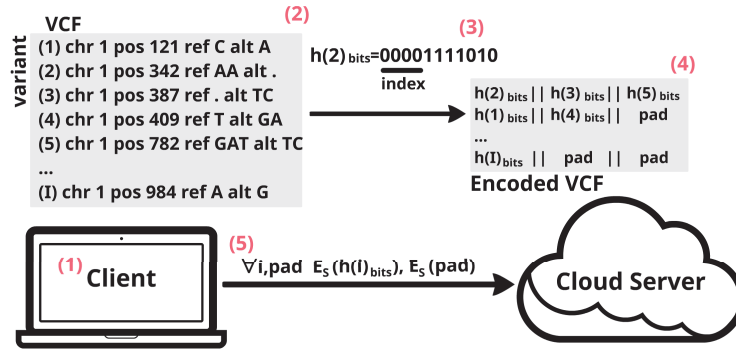 VCF
(2)
variant
(1) chr 1 pos 121 ref C alt A
(2) chr 1 pos 342 ref AA alt .
(3) chr 1 pos 387 ref . alt TC
(4) chr 1 pos 409 ref T alt GA
(5) chr 1 pos 782 ref GAT alt TC
...
(I) chr 1 pos 984 ref A alt G
(3)
h(2) bits=00001111010
index
(4)
h(2) bits || h(3) bits || h(5) bits
h(1) bits || h(4) bits || pad
...
h(I) bits || pad || pad
Encoded VCF
(1) Client
(5)
∀i,pad Es(h(i)bits), Es(pad)
Cloud Server